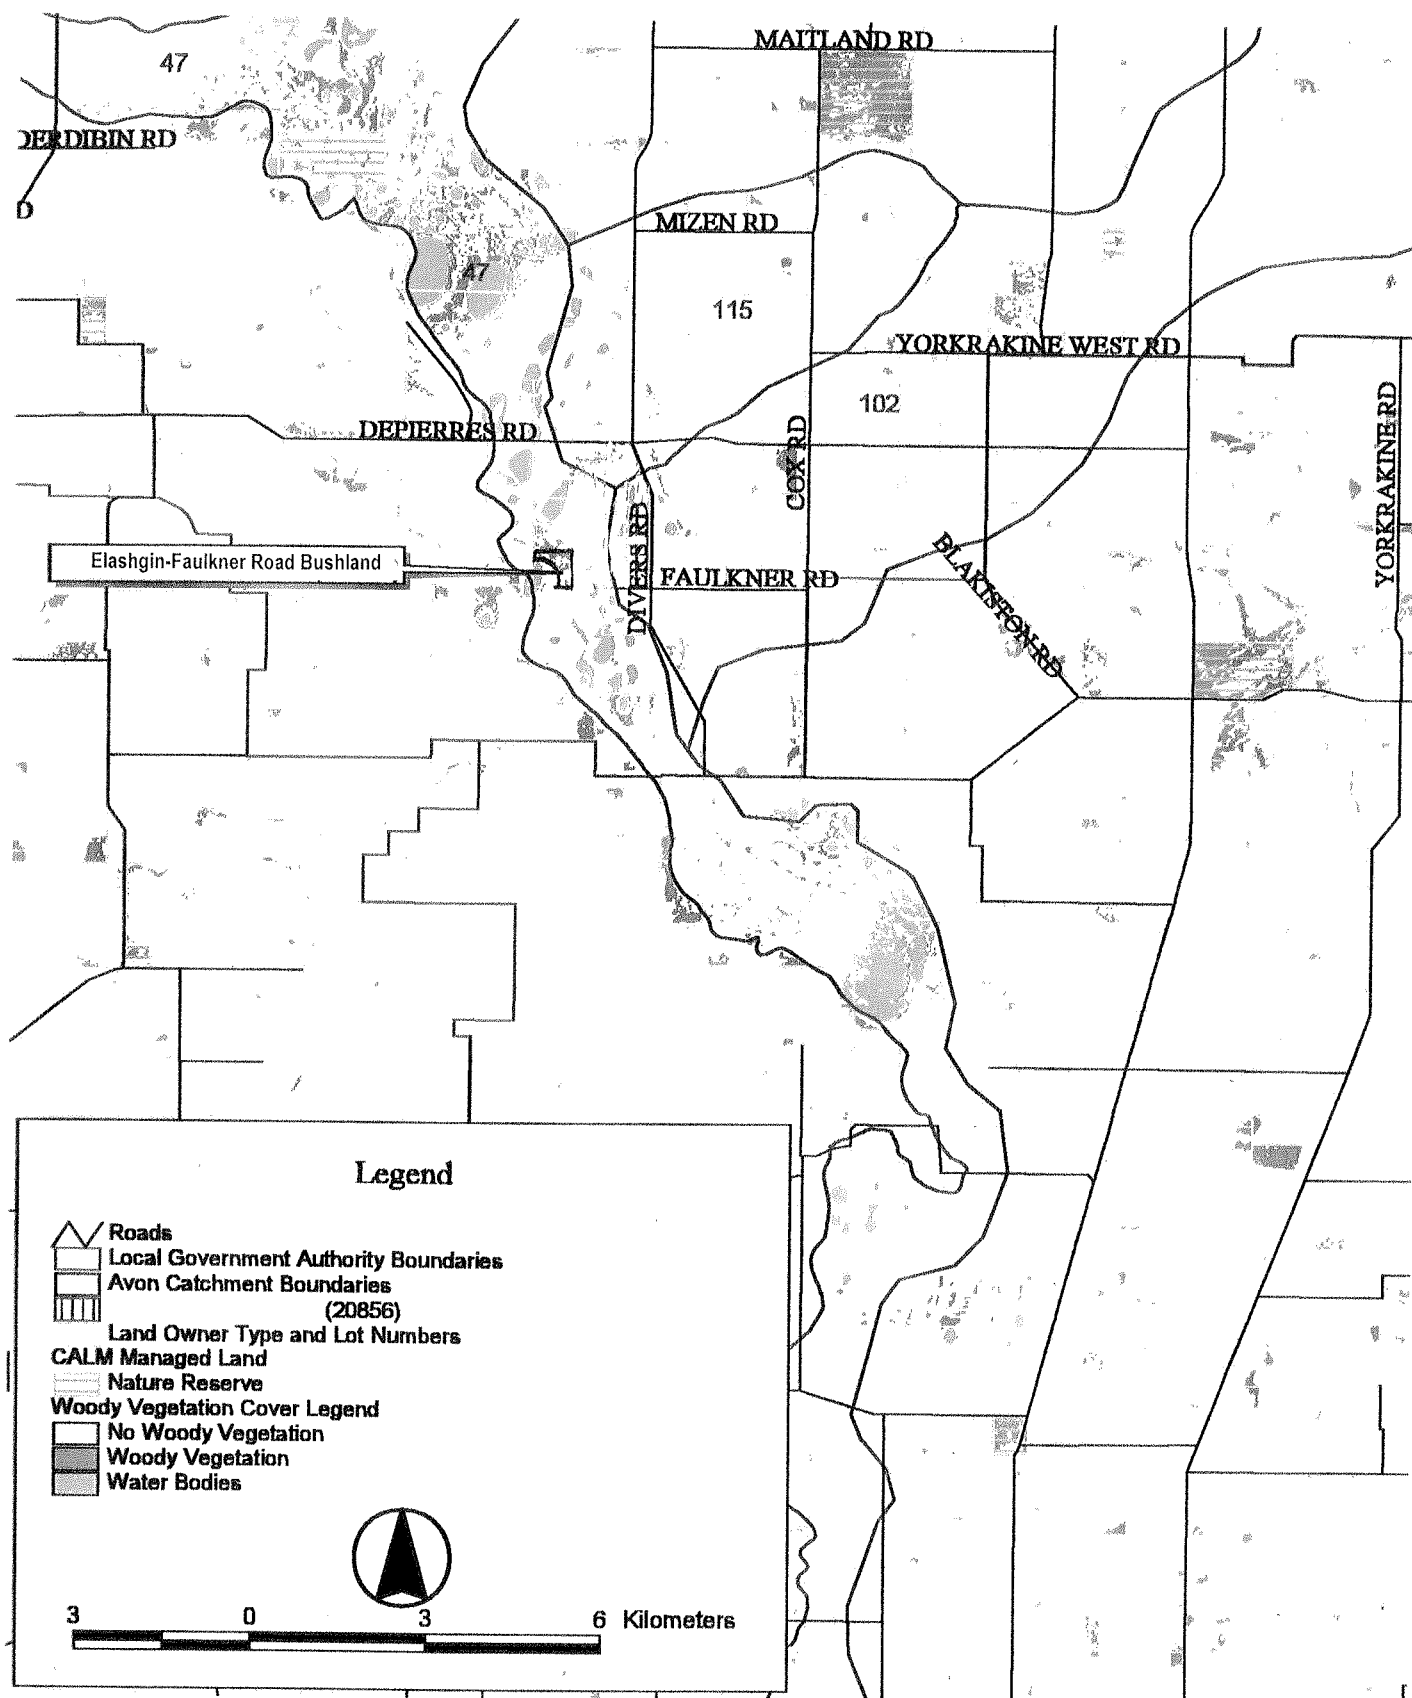 MAITLAND RD
47
DERDIBIN RD
D
MIZEN RD
47
115
YORKRAKINE WEST RD
102
YORKRAKINE RD
DEPIERRES RD
COX RD
DIVERS RD
BLAKISTON RD
Elashgin-Faulkner Road Bushland
FAULKNER RD
Legend
Roads
Local Government Authority Boundaries
Avon Catchment Boundaries
(20856)
Land Owner Type and Lot Numbers
CALM Managed Land
Nature Reserve
Woody Vegetation Cover Legend
No Woody Vegetation
Woody Vegetation
Water Bodies
3 0 3 6 Kilometers